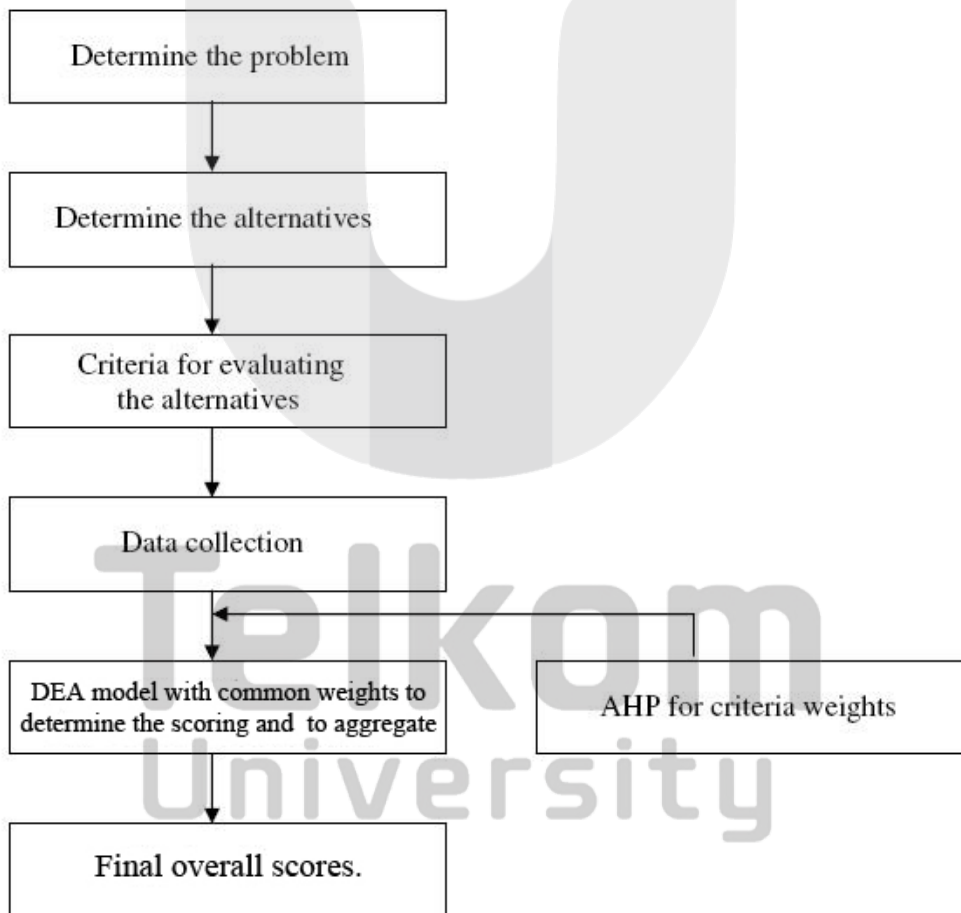 Determine the problem
Determine the alternatives
Criteria for evaluating
the alternatives
Data collection
DEA model with common weights to
determine the scoring and  to aggregate
AHP for criteria weights
Final overall scores.
Telkom
University